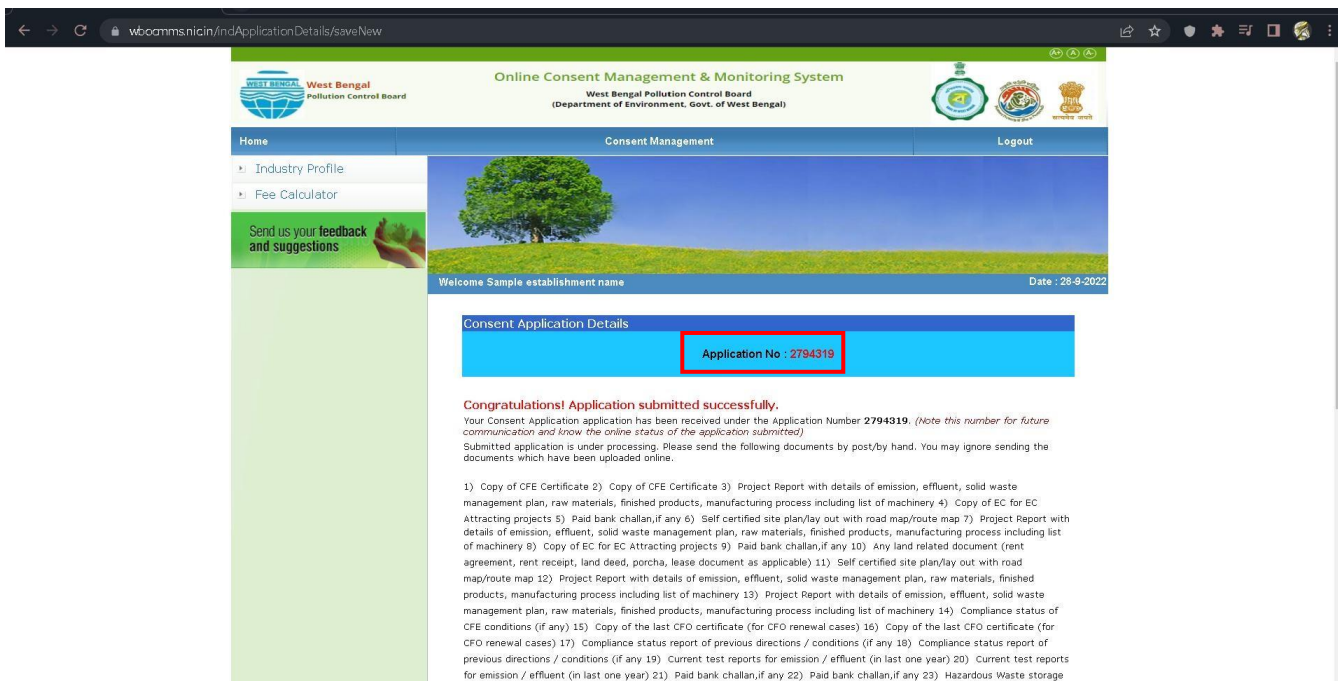 wbocmms.nic.in/indApplicationDetails/saveNew
A+ A A-
WEST BENGAL
West Bengal
Pollution Control Board
Online Consent Management & Monitoring System
West Bengal Pollution Control Board
(Department of Environment, Govt. of West Bengal)
सत्यमेव जयते
Home
Consent Management
Logout
Industry Profile
Fee Calculator
Send us your feedback
and suggestions
Welcome Sample establishment name
Date : 28-9-2022
Consent Application Details
Application No : 2794319
Congratulations! Application submitted successfully.
Your Consent Application application has been received under the Application Number 2794319. (Note this number for future
communication and know the online status of the application submitted)
Submitted application is under processing. Please send the following documents by post/by hand. You may ignore sending the
documents which have been uploaded online.
1) Copy of CFE Certificate 2) Copy of CFE Certificate 3) Project Report with details of emission, effluent, solid waste
management plan, raw materials, finished products, manufacturing process including list of machinery 4) Copy of EC for EC
Attracting projects 5) Paid bank challan,if any 6) Self certified site plan/lay out with road map/route map 7) Project Report with
details of emission, effluent, solid waste management plan, raw materials, finished products, manufacturing process including list
of machinery 8) Copy of EC for EC Attracting projects 9) Paid bank challan,if any 10) Any land related document (rent
agreement, rent receipt, land deed, porcha, lease document as applicable) 11) Self certified site plan/lay out with road
map/route map 12) Project Report with details of emission, effluent, solid waste management plan, raw materials, finished
products, manufacturing process including list of machinery 13) Project Report with details of emission, effluent, solid waste
management plan, raw materials, finished products, manufacturing process including list of machinery 14) Compliance status of
CFE conditions (if any) 15) Copy of the last CFO certificate (for CFO renewal cases) 16) Copy of the last CFO certificate (for
CFO renewal cases) 17) Compliance status report of previous directions / conditions (if any 18) Compliance status report of
previous directions / conditions (if any 19) Current test reports for emission / effluent (in last one year) 20) Current test reports
for emission / effluent (in last one year) 21) Paid bank challan,if any 22) Paid bank challan,if any 23) Hazardous Waste storage